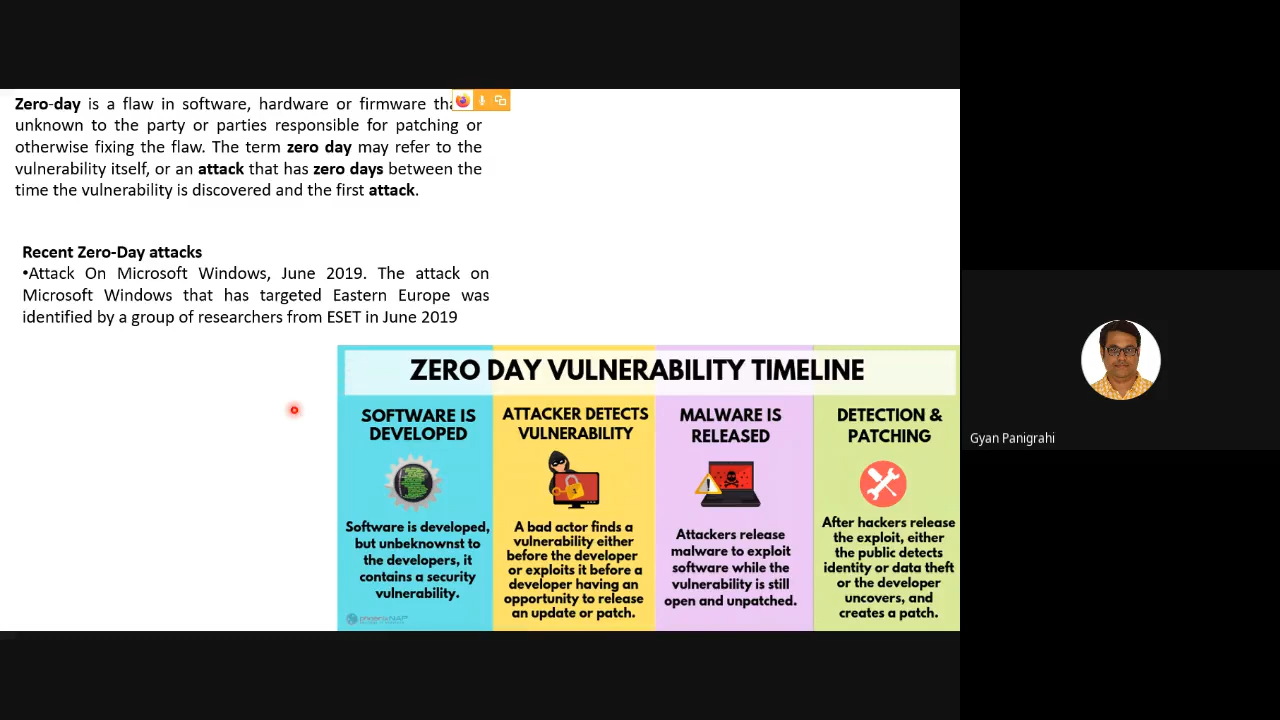 Zero-day is a flaw in software, hardware or firmware
unknown to the party or parties responsible for patching or
otherwise fixing the flaw. The term zero day may refer to the
vulnerability itself, or an attack that has zero days between the
time the vulnerability is discovered and the first attack.
Recent Zero-Day attacks
•Attack On Microsoft Windows, June 2019. The attack on
Microsoft Windows that has targeted Eastern Europe was
identified by a group of researchers from ESET in June 2019
ZERO DAY VULNERABILITY TIMELINE
SOFTWARE IS
DEVELOPED
Software is developed,
but unbeknownst to
the developers, it
contains a security
vulnerability.
ATTACKER DETECTS
VULNERABILITY
A bad actor finds a
vulnerability either
before the developer
or exploits it before a
developer having an
opportunity to release
an update or patch.
MALWARE IS
RELEASED
Attackers release
malware to exploit
software while the
vulnerability is still
open and unpatched.
DETECTION &
PATCHING
After hackers release
the exploit, either
the public detects
identity or data theft
or the developer
uncovers, and
creates a patch.
Gyan Panigrahi